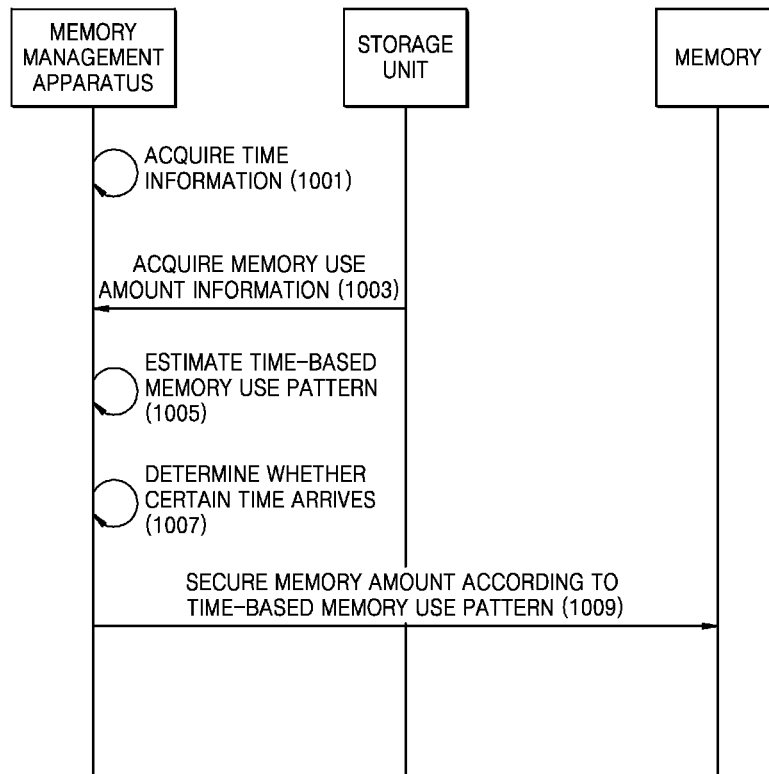 MEMORY
MANAGEMENT
APPARATUS
STORAGE
UNIT
MEMORY
ACQUIRE TIME
INFORMATION (1001)
ACQUIRE MEMORY USE
AMOUNT INFORMATION (1003)
ESTIMATE TIME-BASED
MEMORY USE PATTERN
(1005)
DETERMINE WHETHER
CERTAIN TIME ARRIVES
(1007)
SECURE MEMORY AMOUNT ACCORDING TO
TIME-BASED MEMORY USE PATTERN (1009)